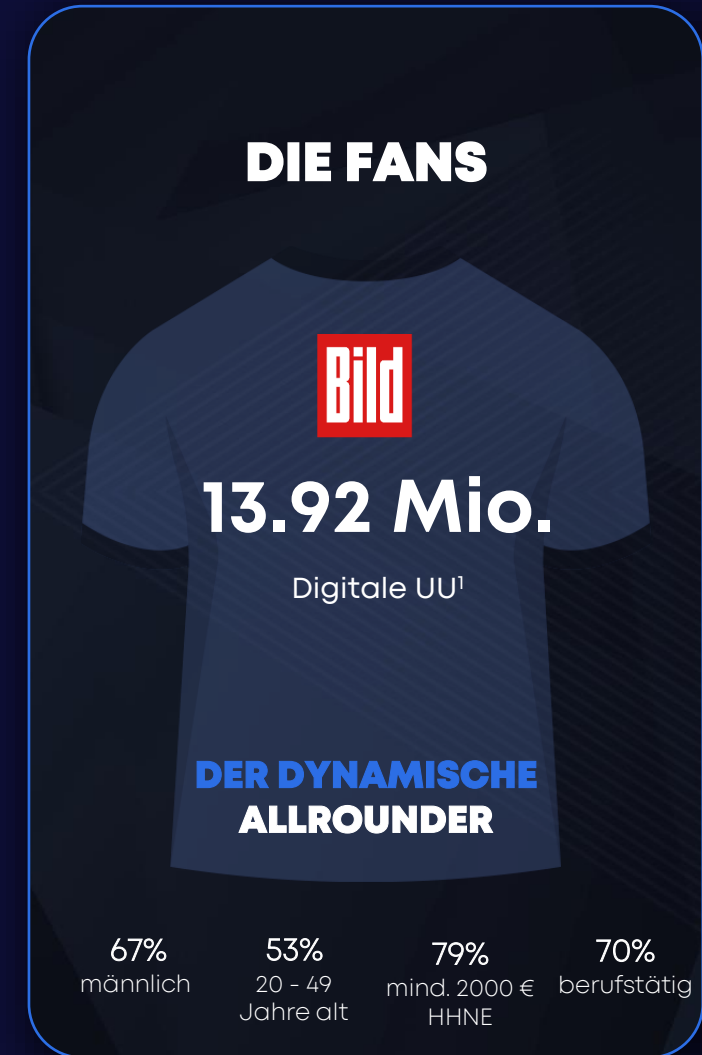 DIE FANS
Bild
13.92 Mio.
Digitale UU¹
DER DYNAMISCHE
ALLROUNDER
67%
männlich
53%
20 - 49
Jahre alt
79%
mind. 2000 €
HHNE
70%
berufstätig